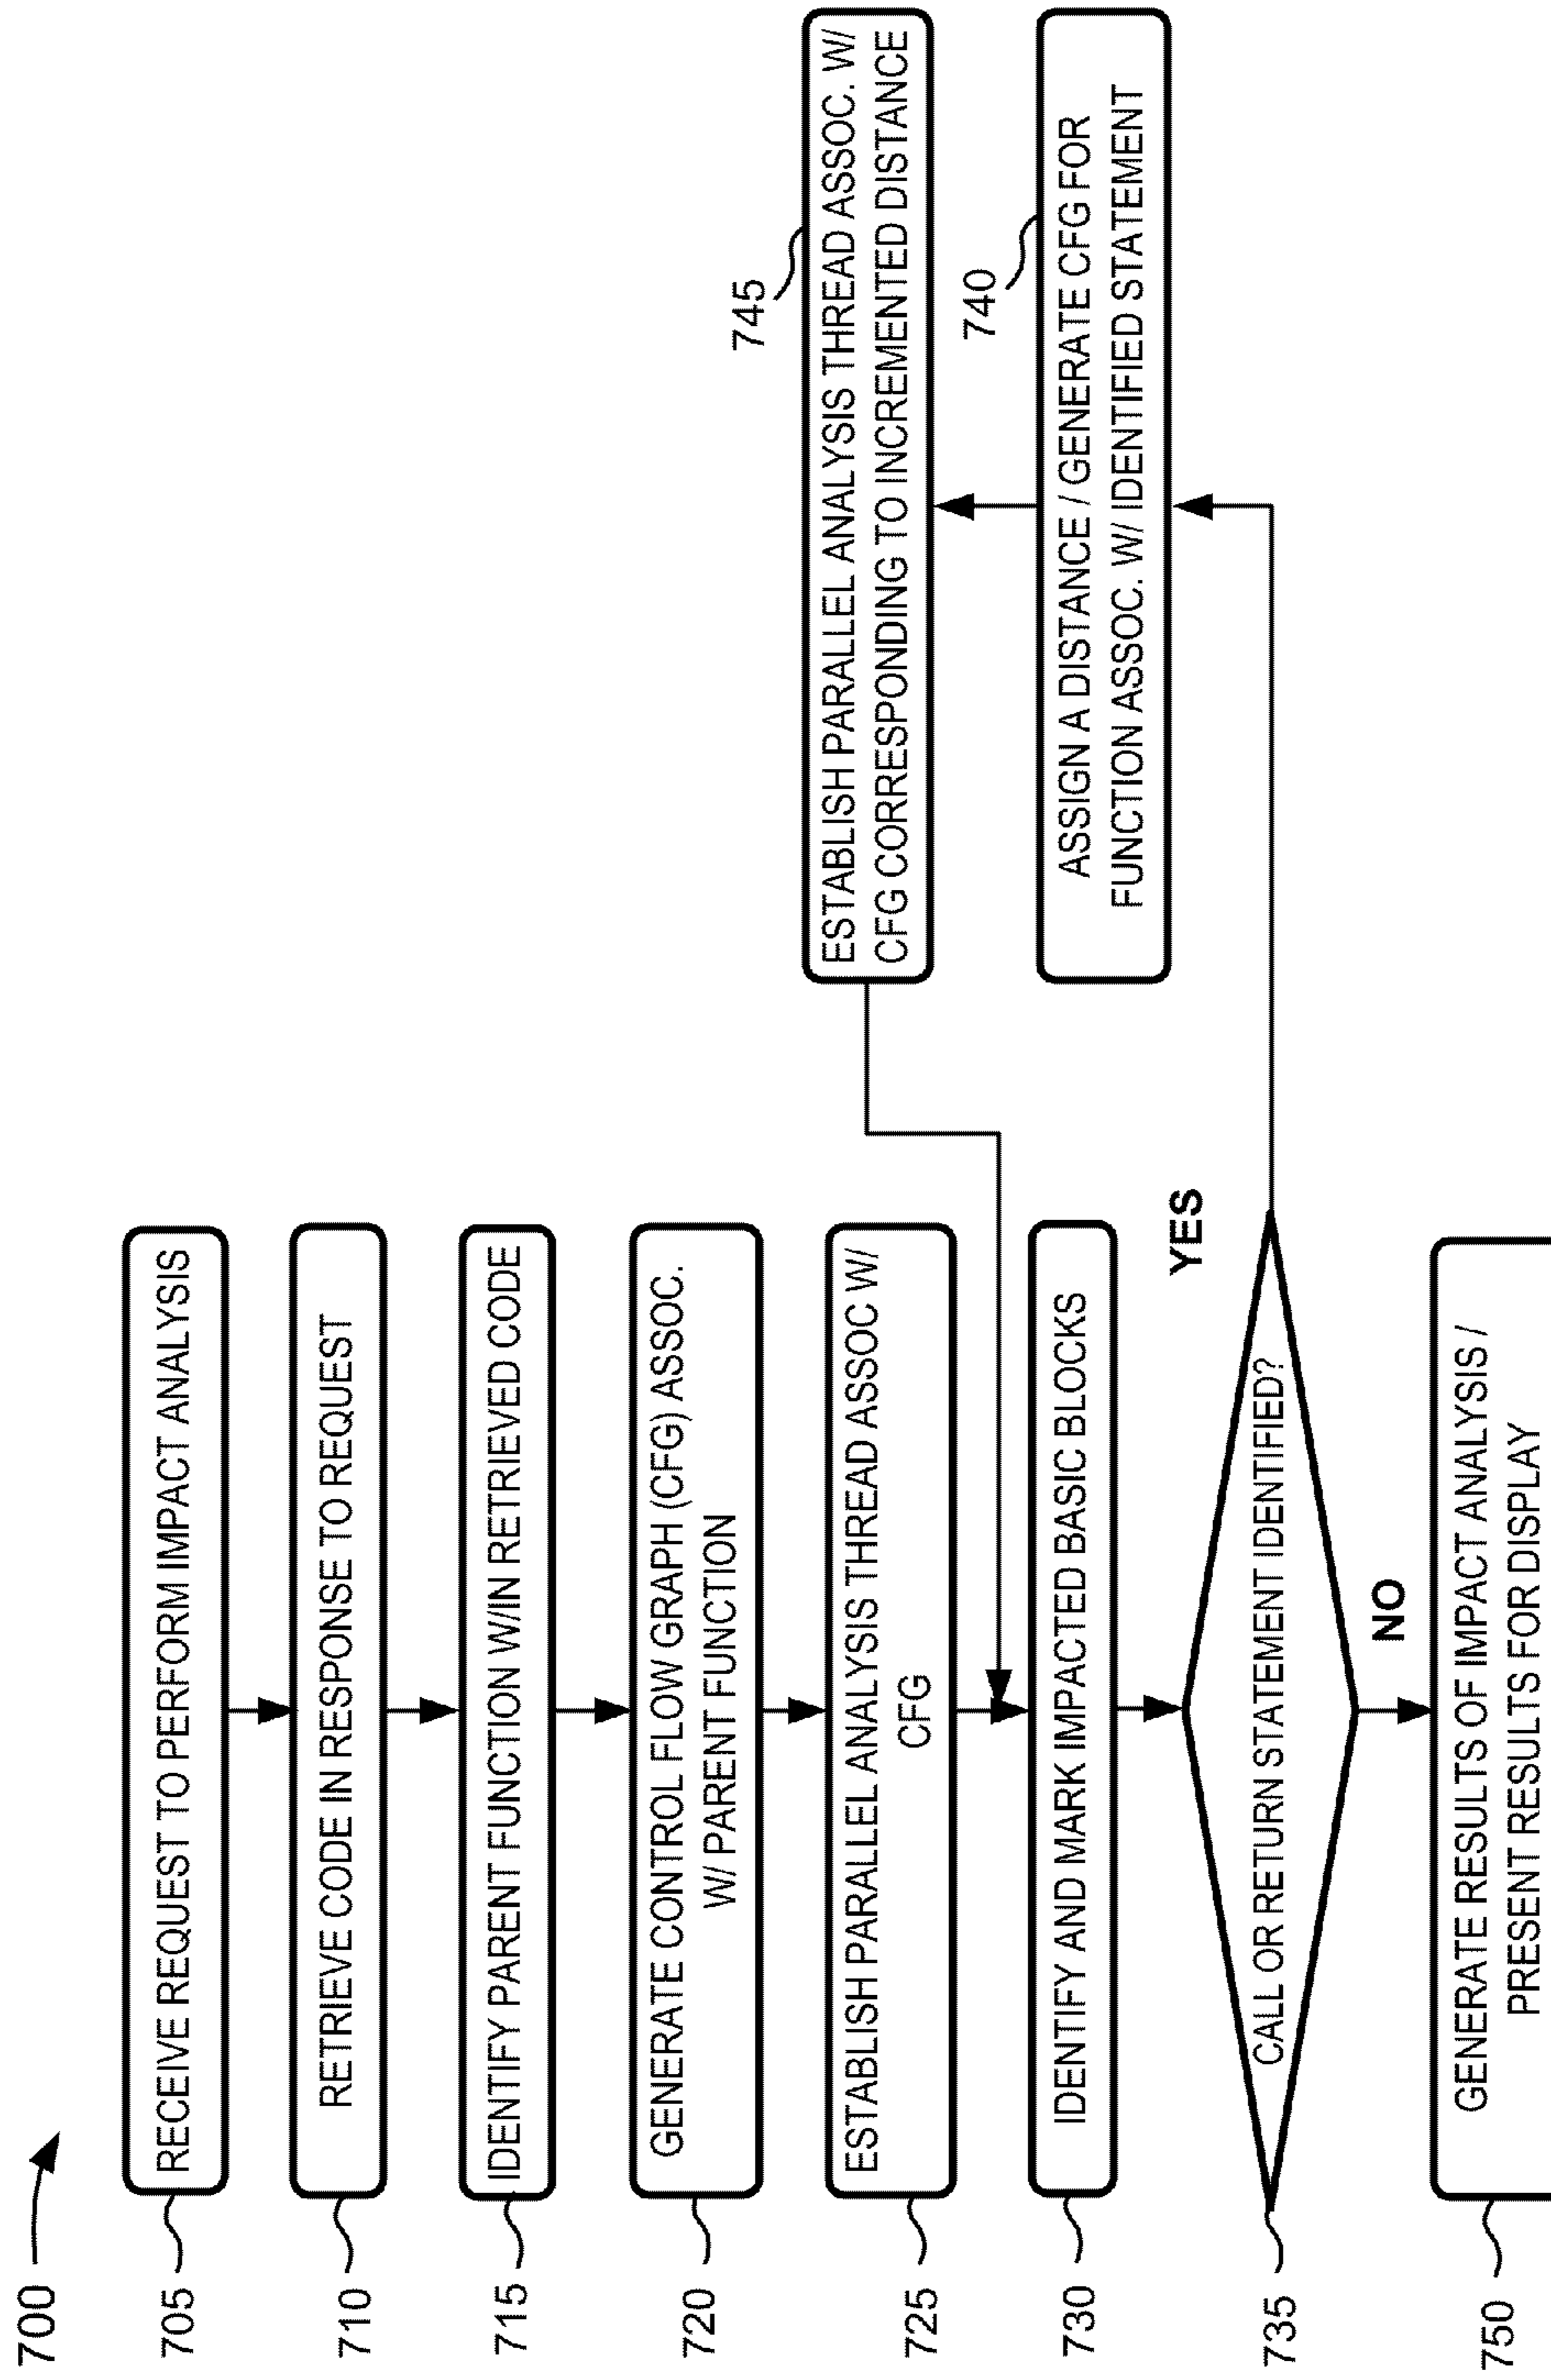 700
705
RECEIVE REQUEST TO PERFORM IMPACT ANALYSIS
710
RETRIEVE CODE IN RESPONSE TO REQUEST
715
IDENTIFY PARENT FUNCTION W/IN RETRIEVED CODE
720
GENERATE CONTROL FLOW GRAPH (CFG) ASSOC.
W/ PARENT FUNCTION
725
ESTABLISH PARALLEL ANALYSIS THREAD ASSOC W/
CFG
730
IDENTIFY AND MARK IMPACTED BASIC BLOCKS
735
CALL OR RETURN STATEMENT IDENTIFIED?
YES
NO
740
ASSIGN A DISTANCE / GENERATE CFG FOR
FUNCTION ASSOC. W/ IDENTIFIED STATEMENT
745
ESTABLISH PARALLEL ANALYSIS THREAD ASSOC. W/
CFG CORRESPONDING TO INCREMENTED DISTANCE
750
GENERATE RESULTS OF IMPACT ANALYSIS /
PRESENT RESULTS FOR DISPLAY